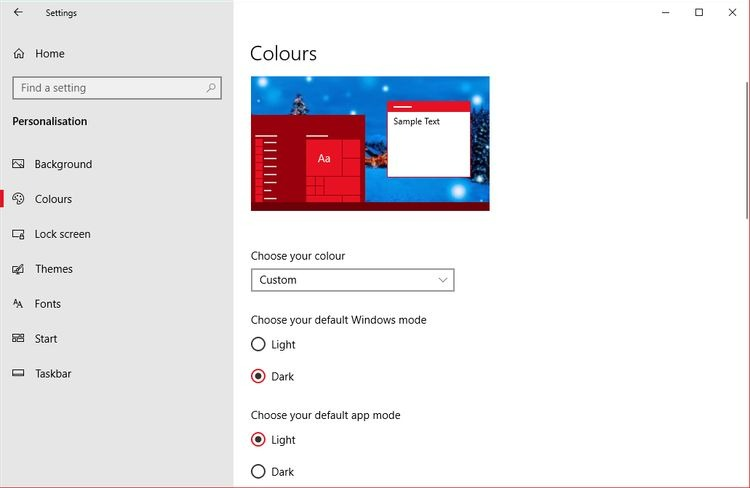 Settings
Home
Find a setting
Personalisation
Background
Colours
Lock screen
Themes
Fonts
Start
Taskbar
Colours
Sample Text
Aa
Choose your colour
Custom
Choose your default Windows mode
Light
Dark
Choose your default app mode
Light
Dark